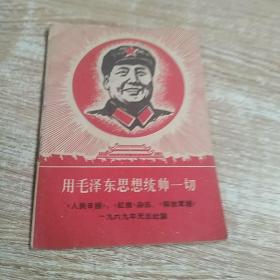 用毛泽东思想统帅一切
《人民日报》、《红旗》杂志、《解放军报》
一九六九年元旦社论